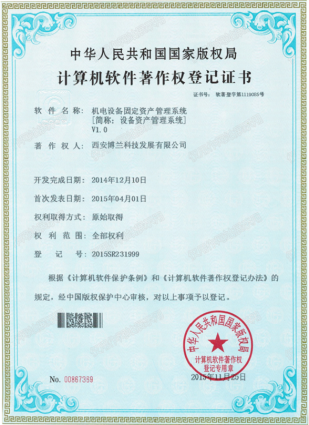 中华人民共和国国家版权局
计算机软件著作权登记证书
证书号： 软著登字第1119085号
软件名称： 机电设备固定资产管理系统
[简称：设备资产管理系统]
V1.0
著作权人： 西安博兰科技发展有限公司
开发完成日期： 2014年12月10日
首次发表日期： 2015年04月01日
权利取得方式： 原始取得
权利范围： 全部权利
登记号： 2015SR231999
根据《计算机软件保护条例》和《计算机软件著作权登记办法》的
规定，经中国版权保护中心审核，对以上事项予以登记。
中华人民共和国国家版权局
计算机软件著作权
登记专用章
No. 00867369
2015年11月25日